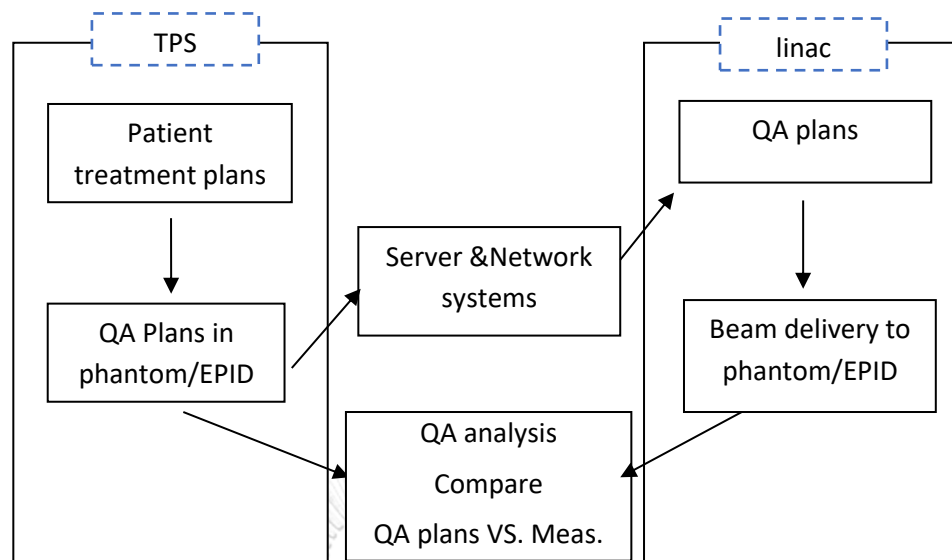 TPS
linac
Patient
treatment plans
QA plans
Server &Network
systems
QA Plans in
phantom/EPID
Beam delivery to
phantom/EPID
QA analysis
Compare
QA plans VS. Meas.